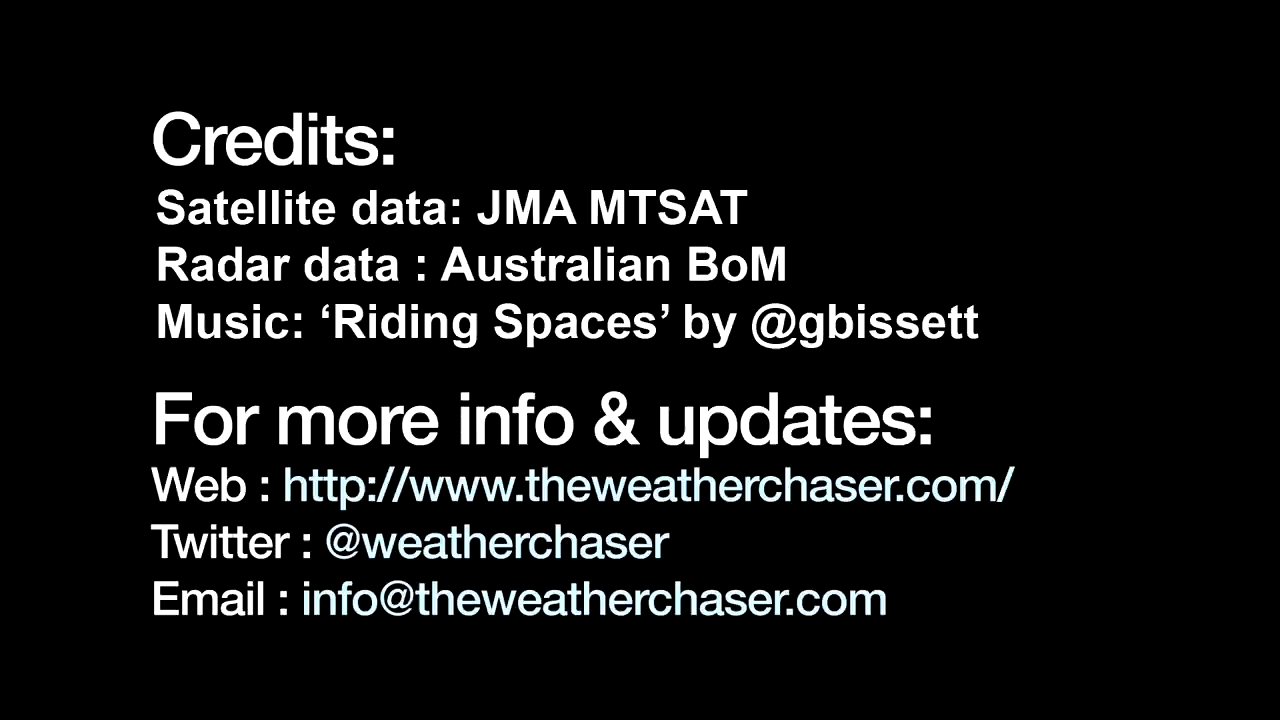 Credits:
Satellite data: JMA MTSAT
Radar data : Australian BoM
Music: ‘Riding Spaces’ by @gbissett
For more info & updates:
Web : http://www.theweatherchaser.com/
Twitter : @weatherchaser
Email : info@theweatherchaser.com